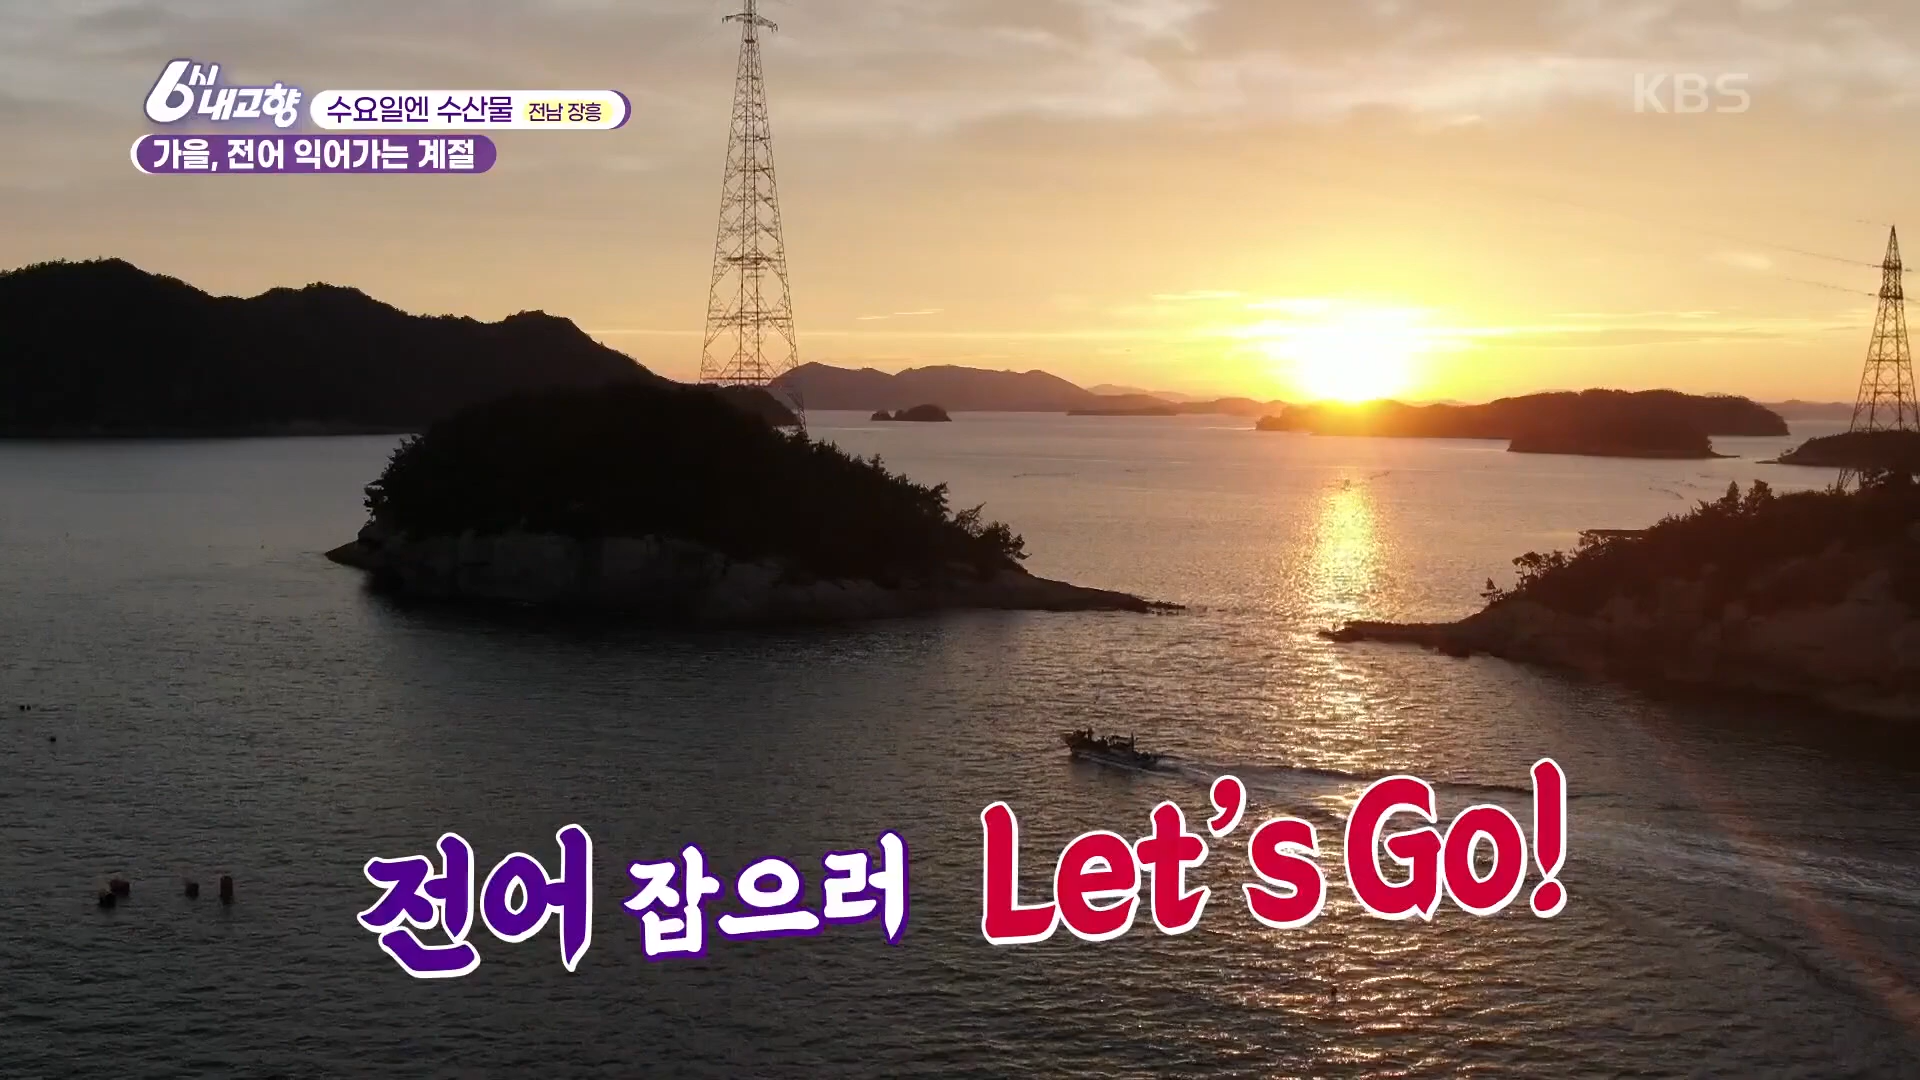 6시 내고향
수요일엔 수산물 전남 장흥
KBS
가을, 전어 익어가는 계절
전어 잡으러 Let's Go!